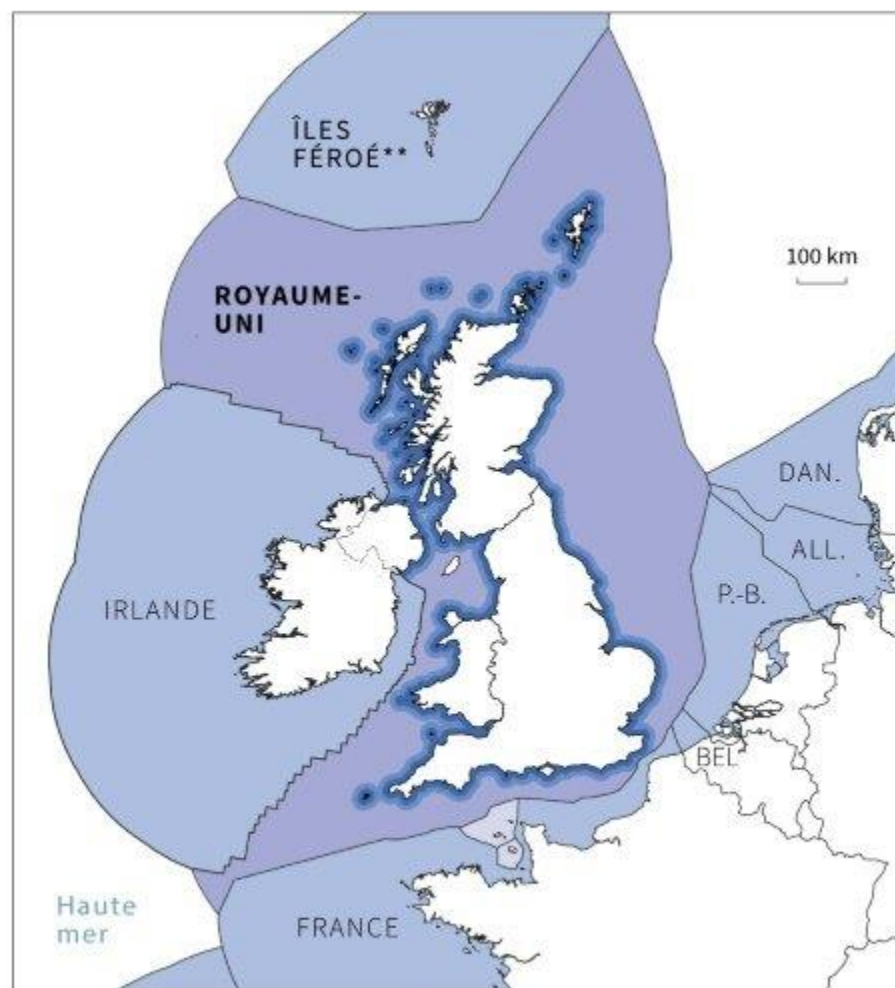 ÎLES
FÉROÉ**
100 km
ROYAUME-
UNI
DAN.
ALL.
P.-B.
IRLANDE
BEL.
Haute
mer
FRANCE